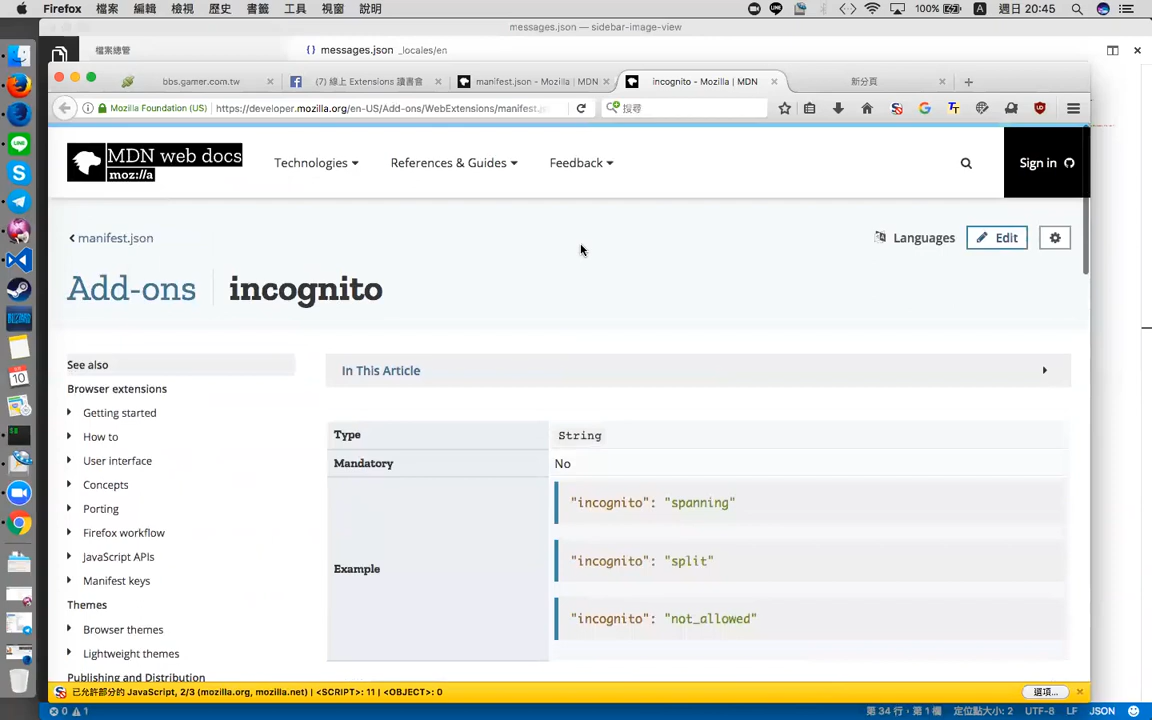 Firefox 檔案 編輯 檢視 歷史 書籤 工具 視窗 說明 100% A 週日 20:45
messages.json — sidebar-image-view
檔案總管 {} messages.json _locales/en
bbs.gamer.com.tw (7) 線上 Extensions 讀書會 manifest.json - Mozilla | MDN incognito - Mozilla | MDN 新分頁
Mozilla Foundation (US) https://developer.mozilla.org/en-US/Add-ons/WebExtensions/manifest.js 搜尋
MDN web docs
moz://a
Technologies References & Guides Feedback Sign in
manifest.json Languages Edit
Add-ons incognito
See also
In This Article
Browser extensions
Getting started
How to
User interface
Concepts
Porting
Firefox workflow
JavaScript APIs
Manifest keys
Themes
Browser themes
Lightweight themes
Publishing and Distribution
Type String
Mandatory No
Example
"incognito": "spanning"
"incognito": "split"
"incognito": "not_allowed"
已允許部分的 JavaScript, 2/3 (mozilla.org, mozilla.net) | <SCRIPT>: 11 | <OBJECT>: 0 選項...
0 1 第 34 行，第 1 欄 定位點大小: 2 UTF-8 LF JSON